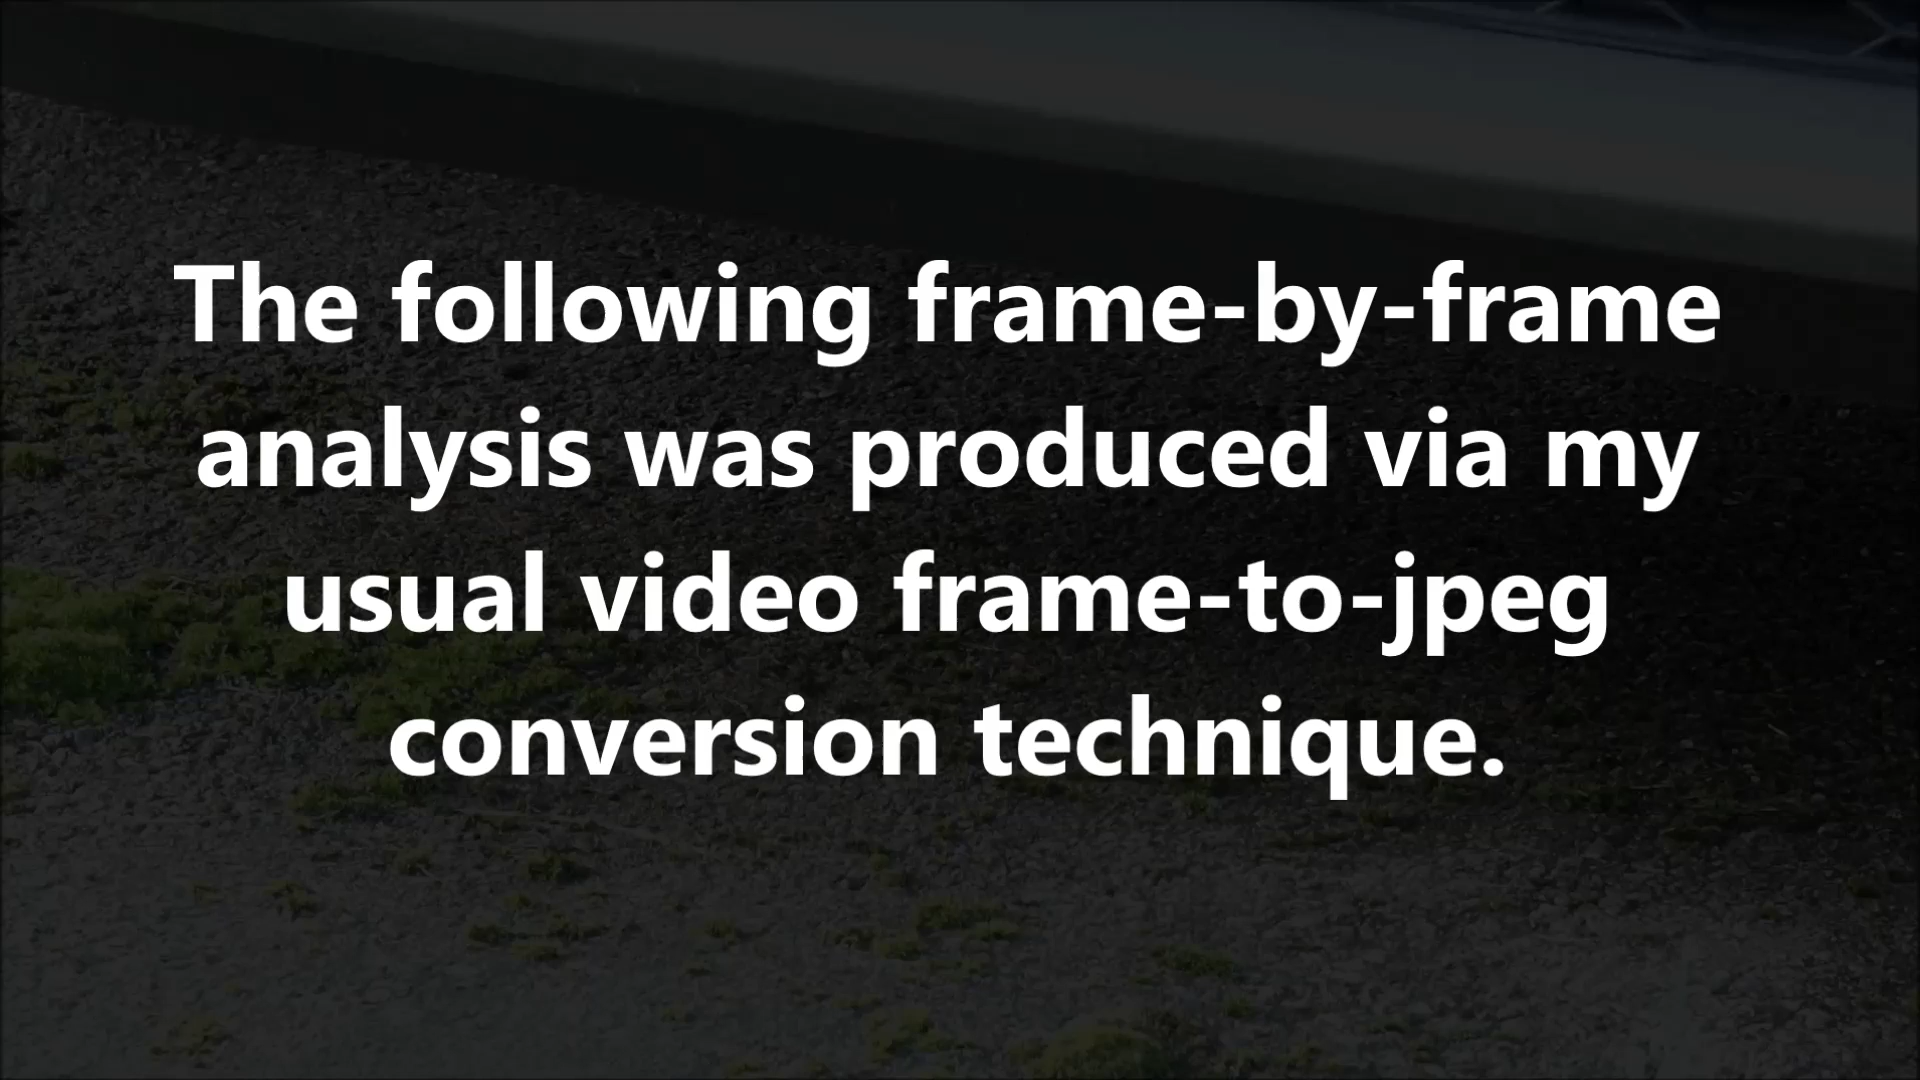 The following frame-by-frame
analysis was produced via my
usual video frame-to-jpeg
conversion technique.